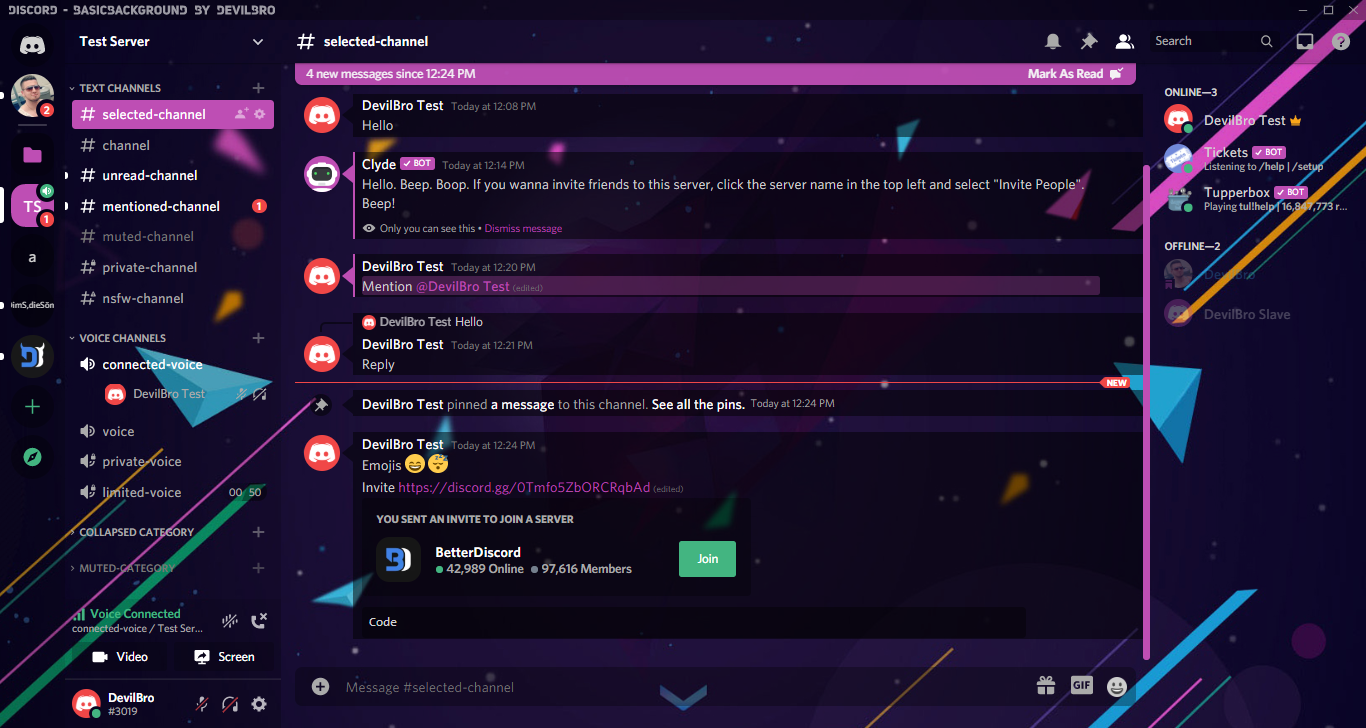 DISCORD - BASICBACKGROUND BY DEVILBRO
Test Server
TEXT CHANNELS
selected-channel
channel
unread-channel
mentioned-channel 1
muted-channel
private-channel
nsfw-channel
VOICE CHANNELS
connected-voice
DevilBro Test
voice
private-voice
limited-voice 00 50
COLLAPSED CATEGORY
MUTED-CATEGORY
Voice Connected
connected-voice / Test Ser...
Video Screen
DevilBro
#3019
2
TS
1
a
selected-channel
Search
4 new messages since 12:24 PM Mark As Read
DevilBro Test Today at 12:08 PM
Hello
Clyde BOT Today at 12:14 PM
Hello. Beep. Boop. If you wanna invite friends to this server, click the server name in the top left and select "Invite People".
Beep!
Only you can see this • Dismiss message
DevilBro Test Today at 12:20 PM
Mention @DevilBro Test (edited)
DevilBro Test Hello
DevilBro Test Today at 12:21 PM
Reply
NEW
DevilBro Test pinned a message to this channel. See all the pins. Today at 12:24 PM
DevilBro Test Today at 12:24 PM
Emojis 😄 😴
Invite https://discord.gg/0Tmfo5ZbORCRqbAd (edited)
YOU SENT AN INVITE TO JOIN A SERVER
BetterDiscord
42,989 Online 97,616 Members
Join
Code
Message #selected-channel
GIF
ONLINE—3
DevilBro Test
Tickets BOT
Listening to /help | /setup
Tupperbox BOT
Playing tul!help | 16,847,773 r...
OFFLINE—2
DevilBro
DevilBro Slave